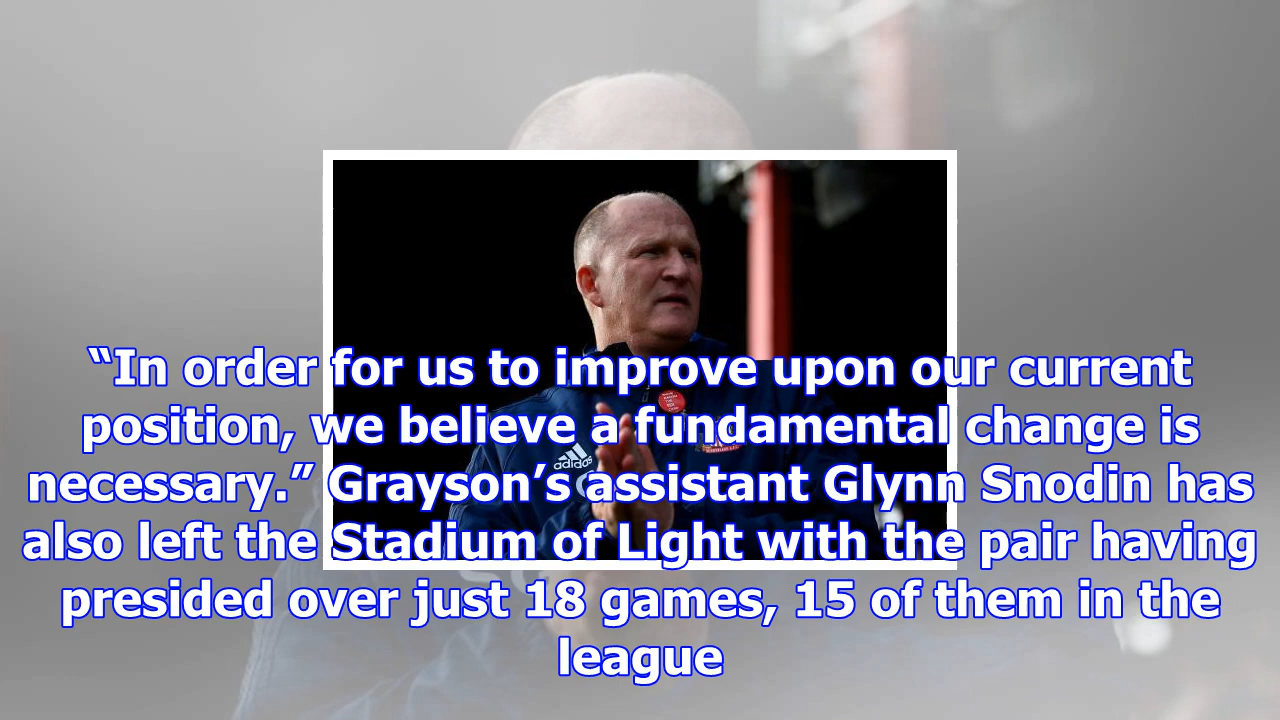 “In order for us to improve upon our current
position, we believe a fundamental change is
necessary.” Grayson’s assistant Glynn Snodin has
also left the Stadium of Light with the pair having
presided over just 18 games, 15 of them in the
league
adidas